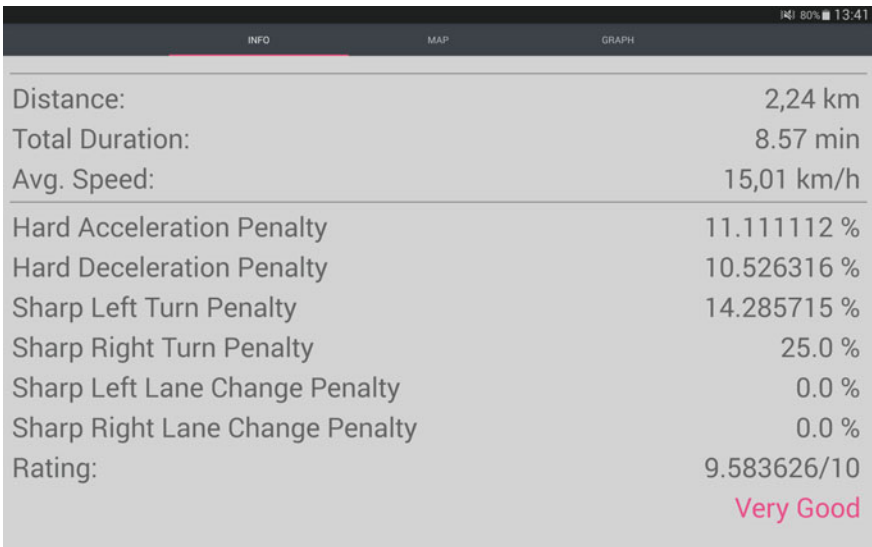 80% 13:41
INFO MAP GRAPH
Distance: 2,24 km
Total Duration: 8.57 min
Avg. Speed: 15,01 km/h
Hard Acceleration Penalty 11.111112 %
Hard Deceleration Penalty 10.526316 %
Sharp Left Turn Penalty 14.285715 %
Sharp Right Turn Penalty 25.0 %
Sharp Left Lane Change Penalty 0.0 %
Sharp Right Lane Change Penalty 0.0 %
Rating: 9.583626/10
Very Good